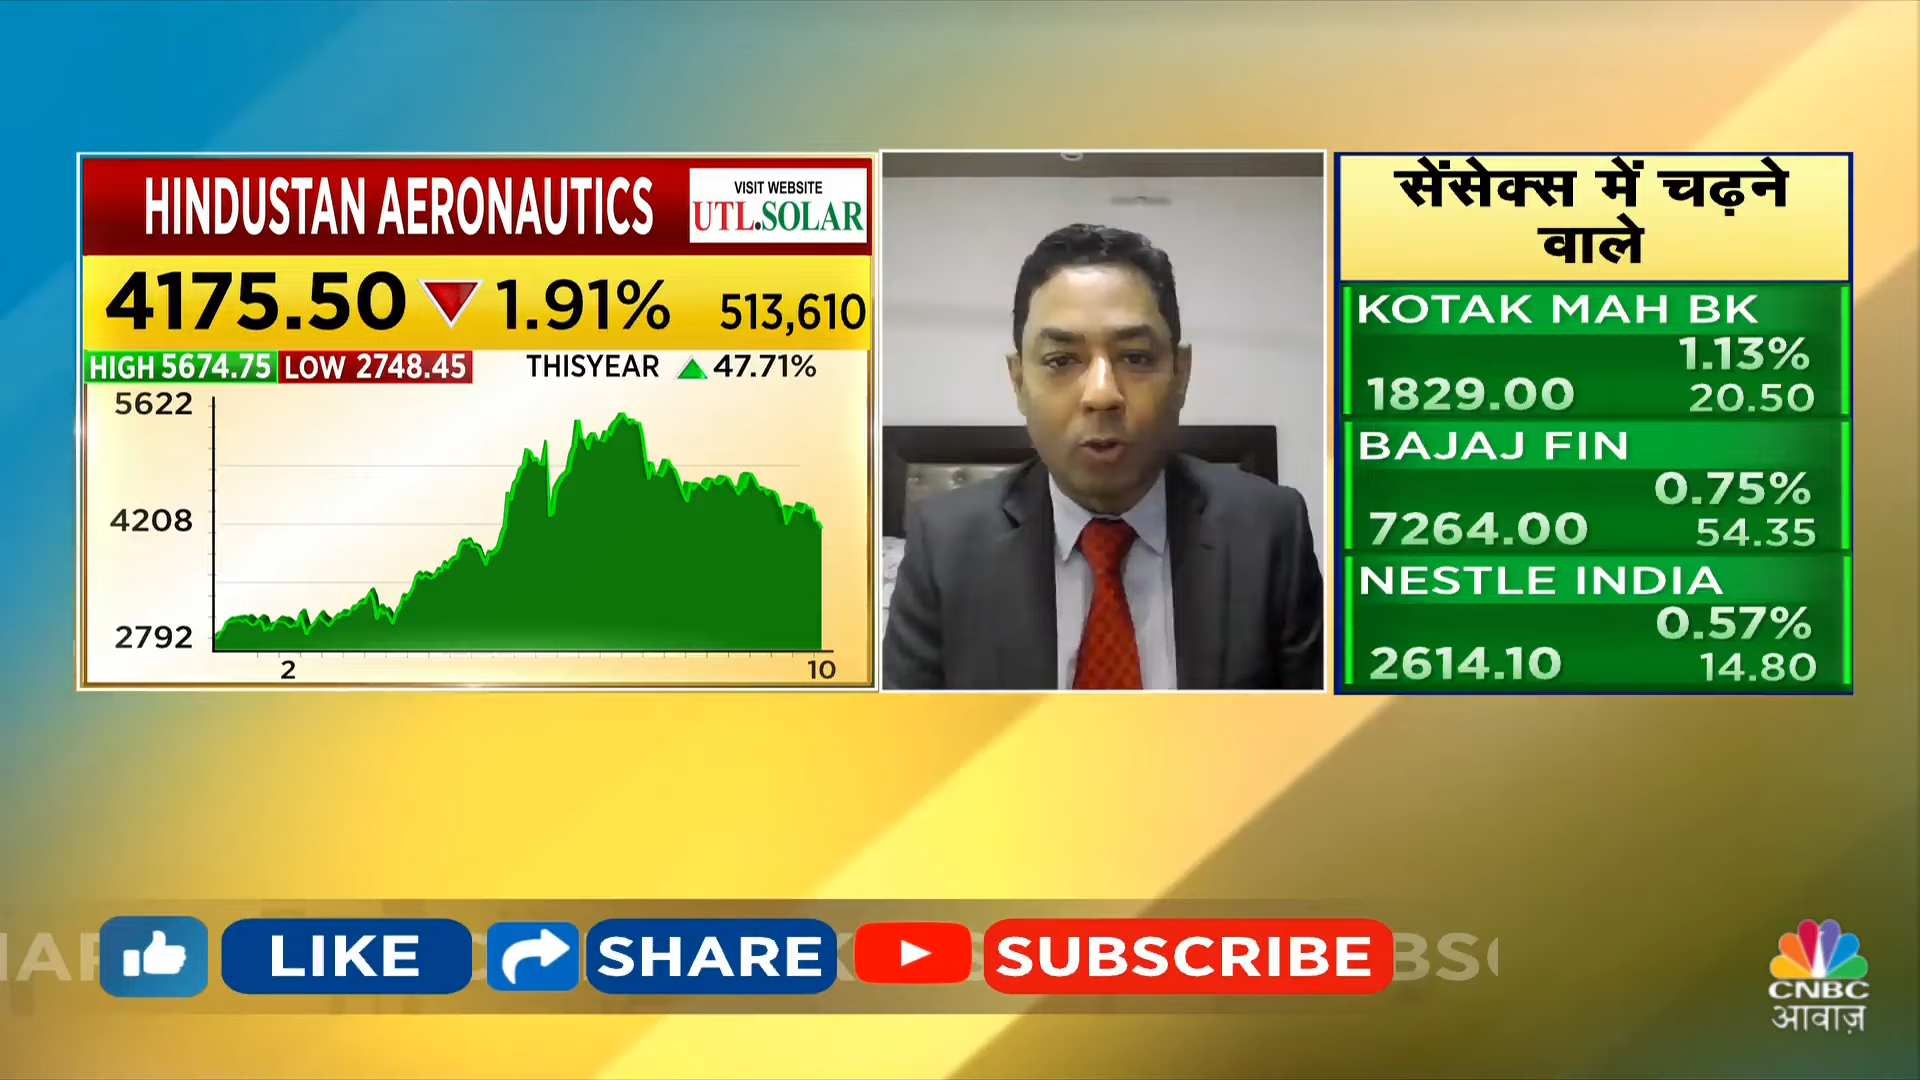 HINDUSTAN AERONAUTICS
VISIT WEBSITE
UTL.SOLAR
4175.50 1.91% 513,610
HIGH 5674.75 LOW 2748.45 THISYEAR 47.71%
5622
4208
2792
2 10
सेंसेक्स में चढ़ने
वाले
KOTAK MAH BK
1.13%
1829.00 20.50
BAJAJ FIN
0.75%
7264.00 54.35
NESTLE INDIA
0.57%
2614.10 14.80
LIKE SHARE SUBSCRIBE
CNBC
आवाज़